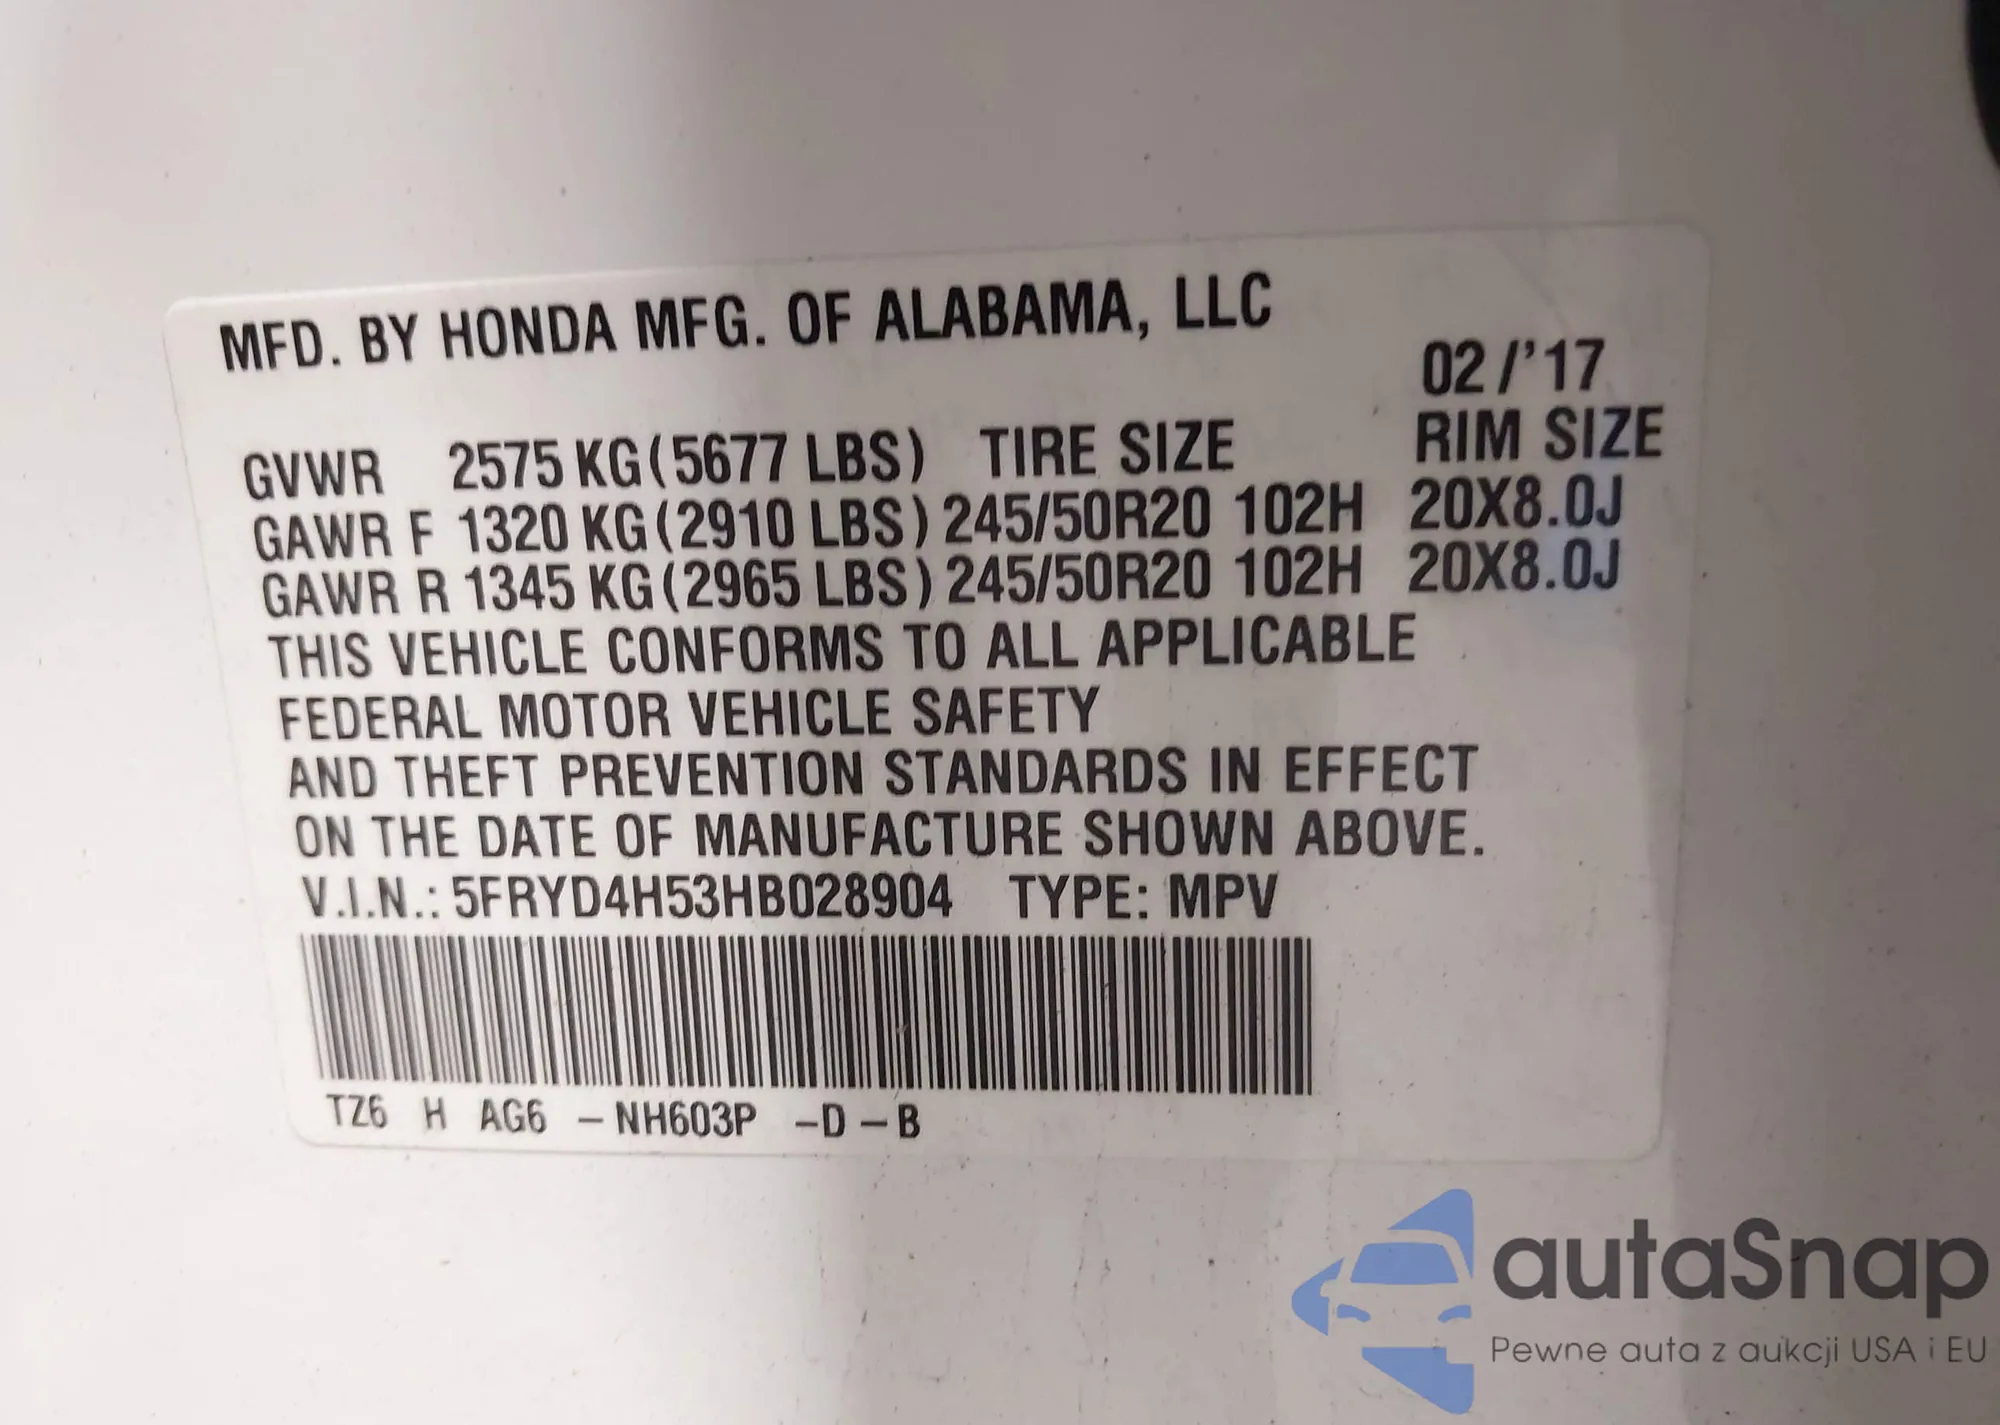 MFD. BY HONDA MFG. OF ALABAMA, LLC
02/'17
GVWR 2575 KG(5677 LBS) TIRE SIZE RIM SIZE
GAWR F 1320 KG(2910 LBS) 245/50R20 102H 20X8.0J
GAWR R 1345 KG(2965 LBS) 245/50R20 102H 20X8.0J
THIS VEHICLE CONFORMS TO ALL APPLICABLE
FEDERAL MOTOR VEHICLE SAFETY
AND THEFT PREVENTION STANDARDS IN EFFECT
ON THE DATE OF MANUFACTURE SHOWN ABOVE.
V.I.N.: 5FRYD4H53HB028904 TYPE: MPV
TZ6 H AG6 –NH603P –D–B
autaSnap
Pewne auta z aukcji USA i EU